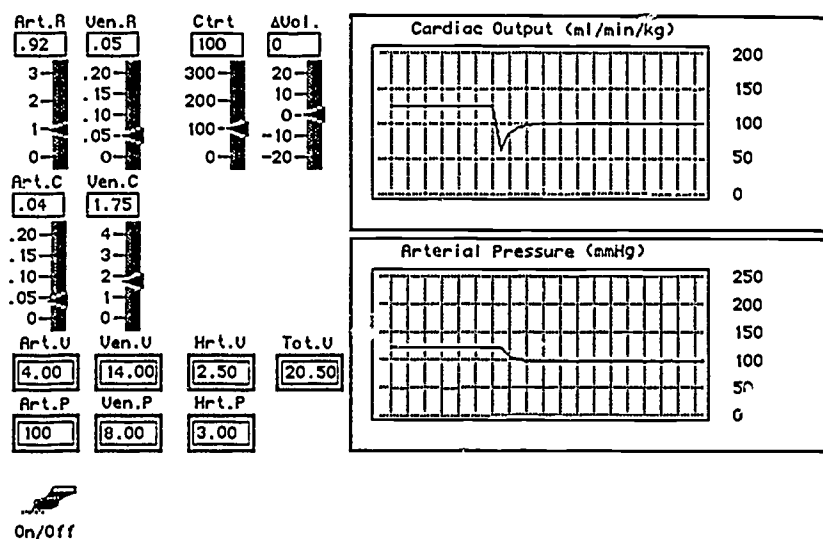 Art.R Ven.R Ctrt ΔVol.
.92 .05 100 0
3 .20 300 20
2 .15 200 10
1 .10 100 0
0 .05 0 -10
0 -20
Art.C Ven.C
.04 1.75
.20 4
.15 3
.10 2
.05 1
0 0
Art.V Ven.V Hrt.V Tot.V
4.00 14.00 2.50 20.50
Art.P Ven.P Hrt.P
100 8.00 3.00
On/Off
Cardiac Output (ml/min/kg)
200
150
100
50
0
Arterial Pressure (mmHg)
250
200
150
100
50
0